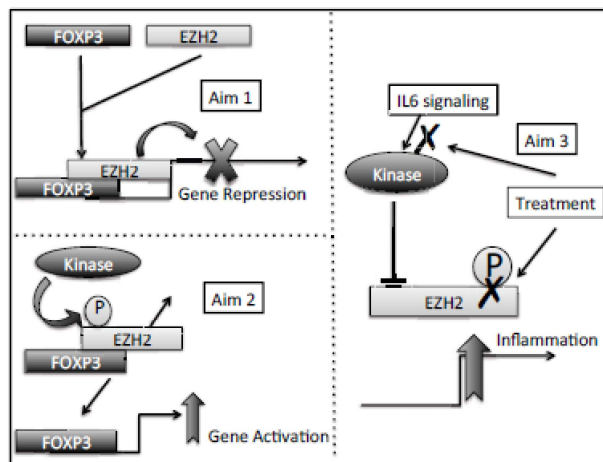 FOXP3
EZH2
Aim 1
EZH2
FOXP3
Gene Repression
Kinase
P
Aim 2
EZH2
FOXP3
FOXP3
Gene Activation
IL6 signaling
X
Aim 3
Kinase
Treatment
P
X
EZH2
Inflammation